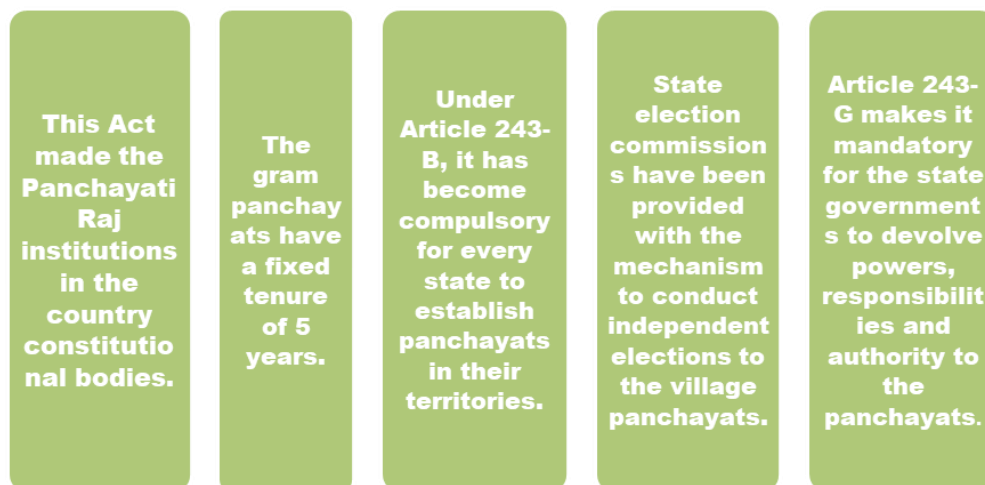 This Act
made the
Panchayati
Raj
institutions
in the
country
constitutio
nal bodies.
The
gram
panchay
ats have
a fixed
tenure
of 5
years.
Under
Article 243-
B, it has
become
compulsory
for every
state to
establish
panchayats
in their
territories.
State
election
commission
s have been
provided
with the
mechanism
to conduct
independent
elections to
the village
panchayats.
Article 243-
G makes it
mandatory
for the state
government
s to devolve
powers,
responsibilit
ies and
authority to
the
panchayats.